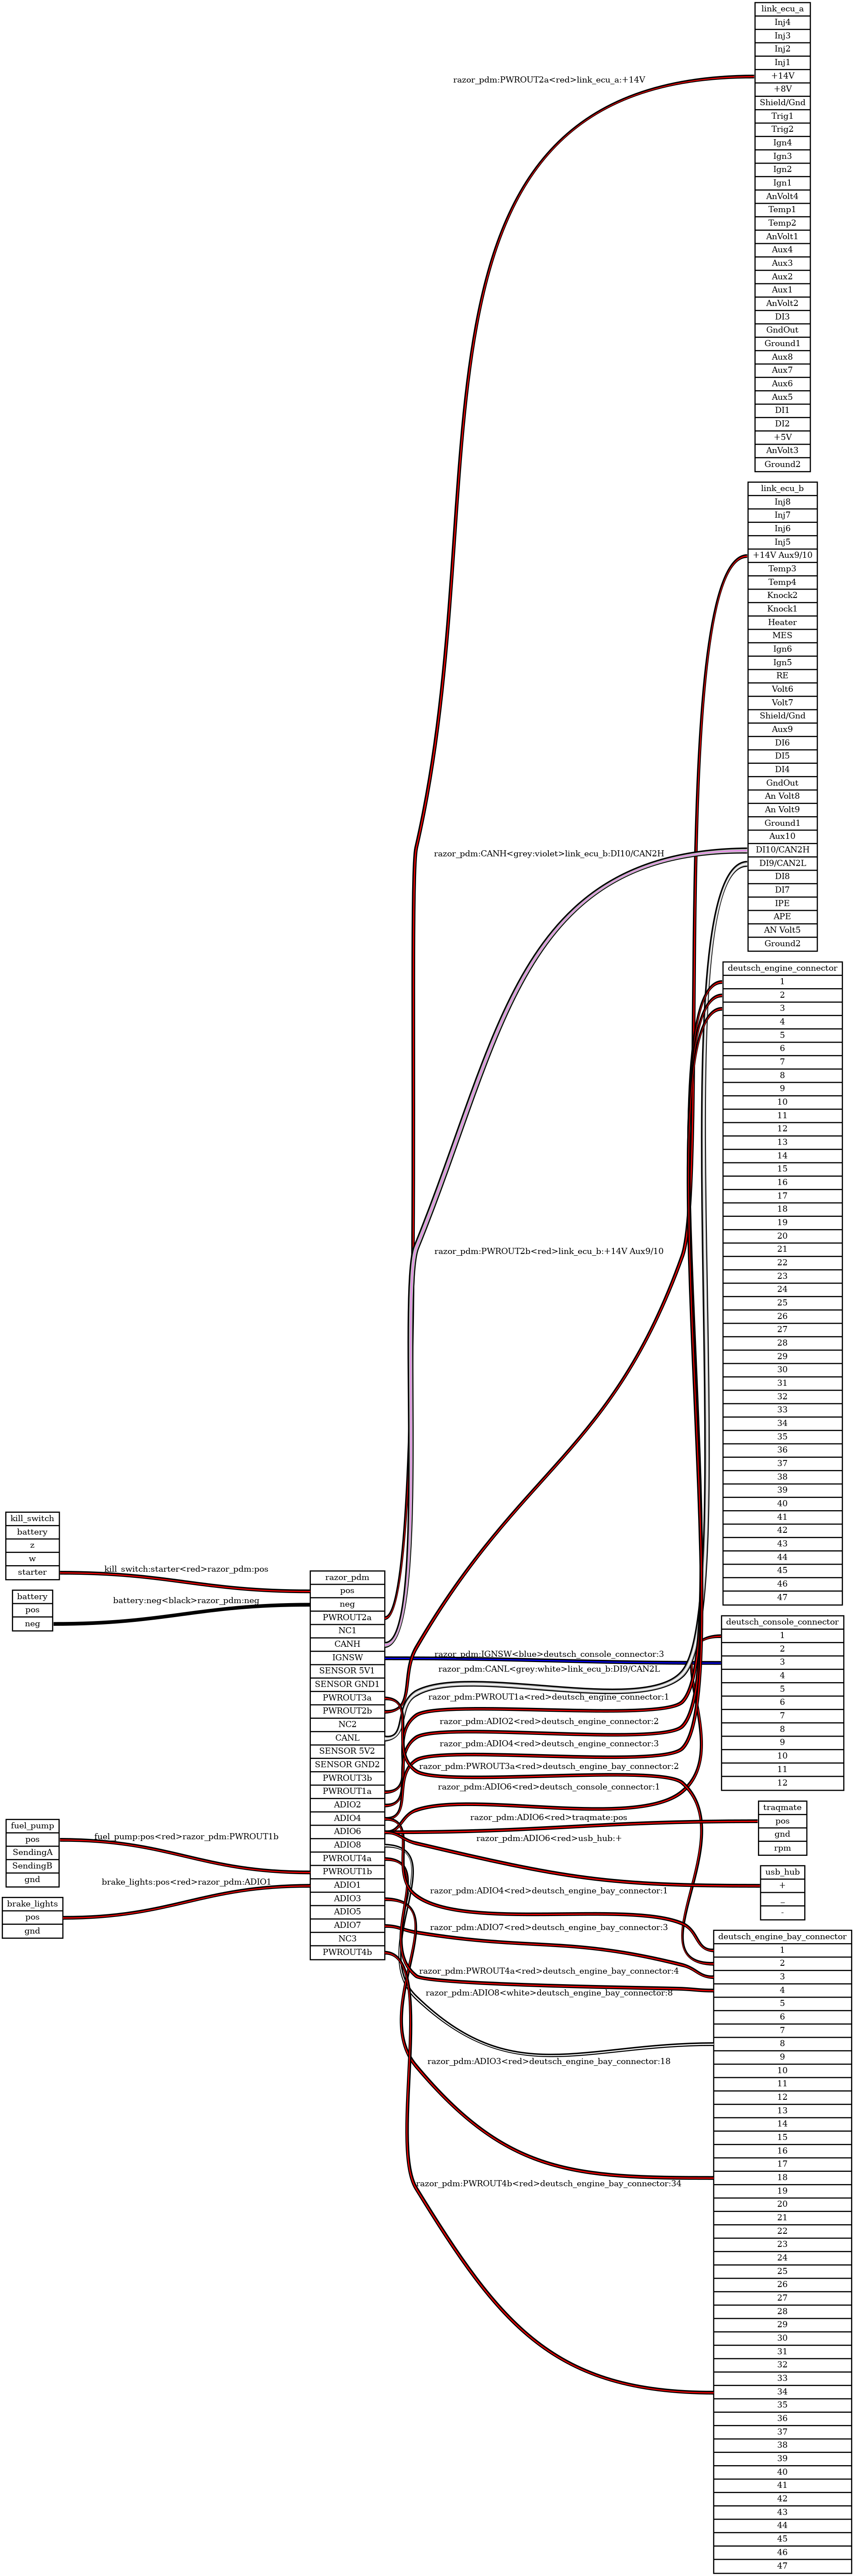 link_ecu_a
Inj4
Inj3
Inj2
Inj1
+14V
+8V
Shield/Gnd
Trig1
Trig2
Ign4
Ign3
Ign2
Ign1
AnVolt4
Temp1
Temp2
AnVolt1
Aux4
Aux3
Aux2
Aux1
AnVolt2
DI3
GndOut
Ground1
Aux8
Aux7
Aux6
Aux5
DI1
DI2
+5V
AnVolt3
Ground2
razor_pdm:PWROUT2a<red>link_ecu_a:+14V
link_ecu_b
Inj8
Inj7
Inj6
Inj5
+14V Aux9/10
Temp3
Temp4
Knock2
Knock1
Heater
MES
Ign6
Ign5
RE
Volt6
Volt7
Shield/Gnd
Aux9
DI6
DI5
DI4
GndOut
An Volt8
An Volt9
Ground1
Aux10
DI10/CAN2H
DI9/CAN2L
DI8
DI7
IPE
APE
AN Volt5
Ground2
razor_pdm:CANH<grey:violet>link_ecu_b:DI10/CAN2H
deutsch_engine_connector
1
2
3
4
5
6
7
8
9
10
11
12
13
14
15
16
17
18
19
20
21
22
23
24
25
26
27
28
29
30
31
32
33
34
35
36
37
38
39
40
41
42
43
44
45
46
47
razor_pdm:PWROUT2b<red>link_ecu_b:+14V Aux9/10
kill_switch
battery
z
w
starter
kill_switch:starter<red>razor_pdm:pos
battery
pos
neg
battery:neg<black>razor_pdm:neg
razor_pdm
pos
neg
PWROUT2a
NC1
CANH
IGNSW
SENSOR 5V1
SENSOR GND1
PWROUT3a
PWROUT2b
NC2
CANL
SENSOR 5V2
SENSOR GND2
PWROUT3b
PWROUT1a
ADIO2
ADIO4
ADIO6
ADIO8
PWROUT4a
PWROUT1b
ADIO1
ADIO3
ADIO5
ADIO7
NC3
PWROUT4b
fuel_pump
pos
SendingA
SendingB
gnd
fuel_pump:pos<red>razor_pdm:PWROUT1b
brake_lights
pos
gnd
brake_lights:pos<red>razor_pdm:ADIO1
razor_pdm:IGNSW<blue>deutsch_console_connector:3
razor_pdm:CANL<grey:white>link_ecu_b:DI9/CAN2L
razor_pdm:PWROUT1a<red>deutsch_engine_connector:1
razor_pdm:ADIO2<red>deutsch_engine_connector:2
razor_pdm:ADIO4<red>deutsch_engine_connector:3
razor_pdm:PWROUT3a<red>deutsch_engine_bay_connector:2
razor_pdm:ADIO6<red>deutsch_console_connector:1
razor_pdm:ADIO6<red>traqmate:pos
razor_pdm:ADIO6<red>usb_hub:+
razor_pdm:ADIO4<red>deutsch_engine_bay_connector:1
razor_pdm:ADIO7<red>deutsch_engine_bay_connector:3
razor_pdm:PWROUT4a<red>deutsch_engine_bay_connector:4
razor_pdm:ADIO8<white>deutsch_engine_bay_connector:8
razor_pdm:ADIO3<red>deutsch_engine_bay_connector:18
razor_pdm:PWROUT4b<red>deutsch_engine_bay_connector:34
deutsch_console_connector
1
2
3
4
5
6
7
8
9
10
11
12
traqmate
pos
gnd
rpm
usb_hub
+
_
-
deutsch_engine_bay_connector
1
2
3
4
5
6
7
8
9
10
11
12
13
14
15
16
17
18
19
20
21
22
23
24
25
26
27
28
29
30
31
32
33
34
35
36
37
38
39
40
41
42
43
44
45
46
47